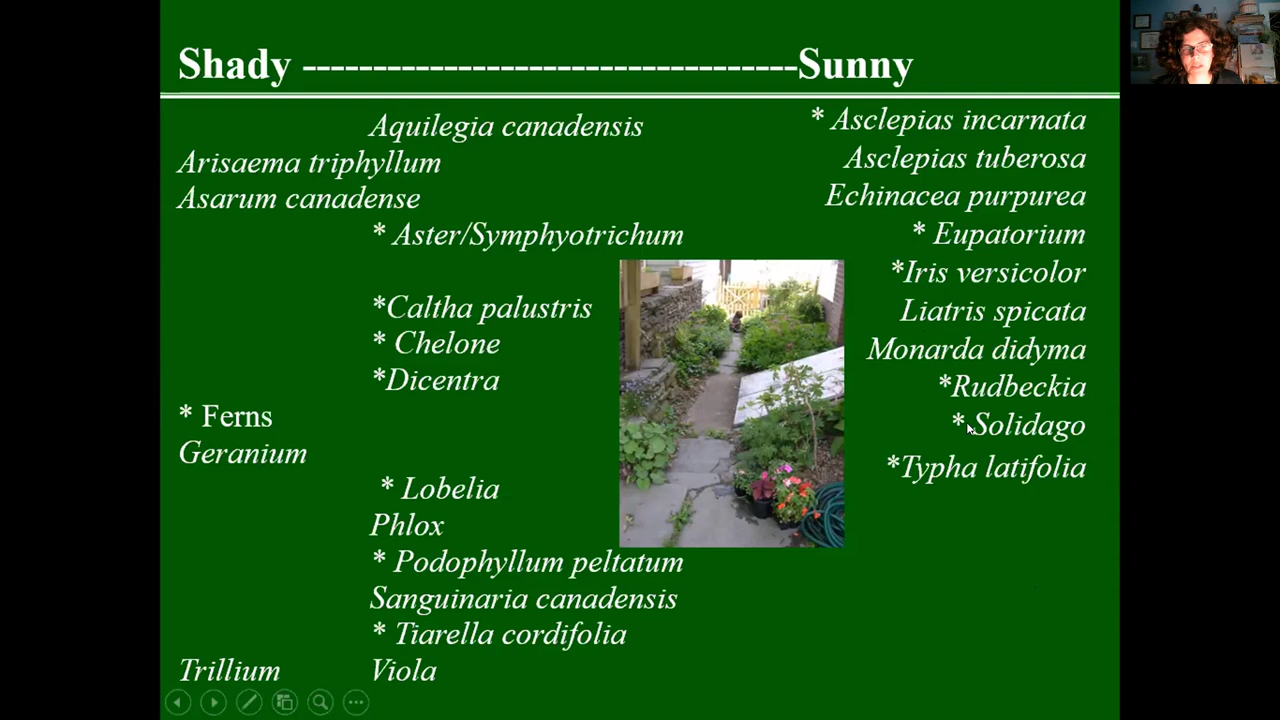 Shady -----------------------------------Sunny
Aquilegia canadensis
Arisaema triphyllum
Asarum canadense
* Aster/Symphyotrichum
*Caltha palustris
* Chelone
*Dicentra
* Ferns
Geranium
* Lobelia
Phlox
* Podophyllum peltatum
Sanguinaria canadensis
* Tiarella cordifolia
Trillium Viola
* Asclepias incarnata
Asclepias tuberosa
Echinacea purpurea
* Eupatorium
*Iris versicolor
Liatris spicata
Monarda didyma
*Rudbeckia
* Solidago
*Typha latifolia